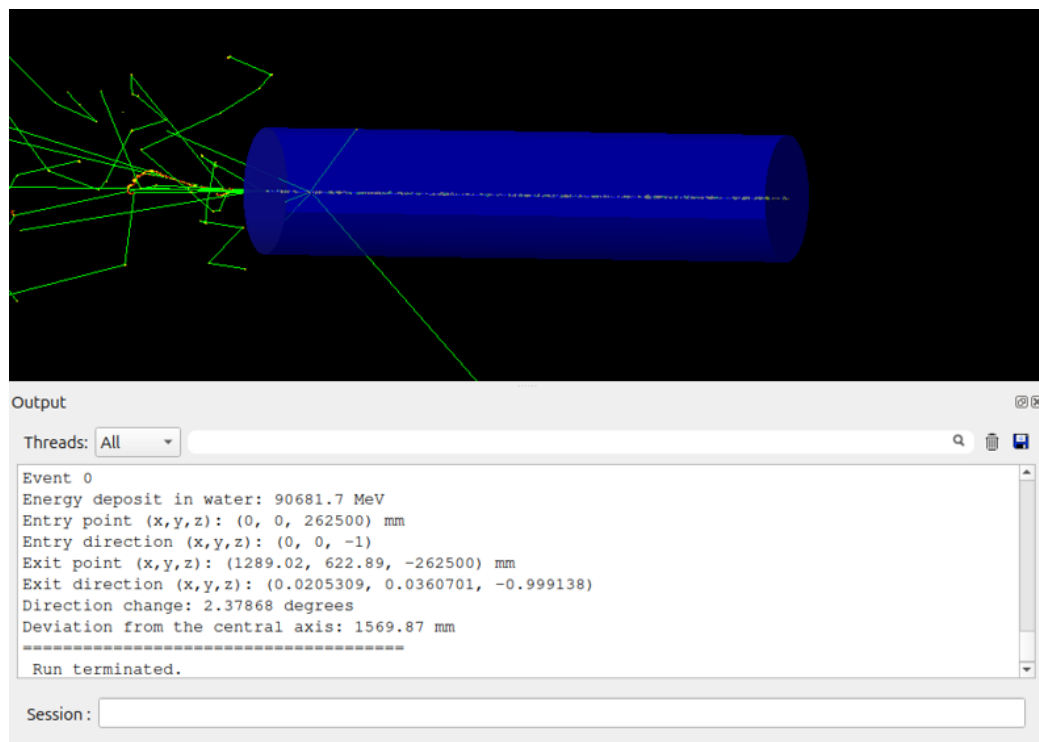 Output
Threads: All
Event 0
Energy deposit in water: 90681.7 MeV
Entry point (x,y,z): (0, 0, 262500) mm
Entry direction (x,y,z): (0, 0, -1)
Exit point (x,y,z): (1289.02, 622.89, -262500) mm
Exit direction (x,y,z): (0.0205309, 0.0360701, -0.999138)
Direction change: 2.37868 degrees
Deviation from the central axis: 1569.87 mm
=======================================
Run terminated.
Session :